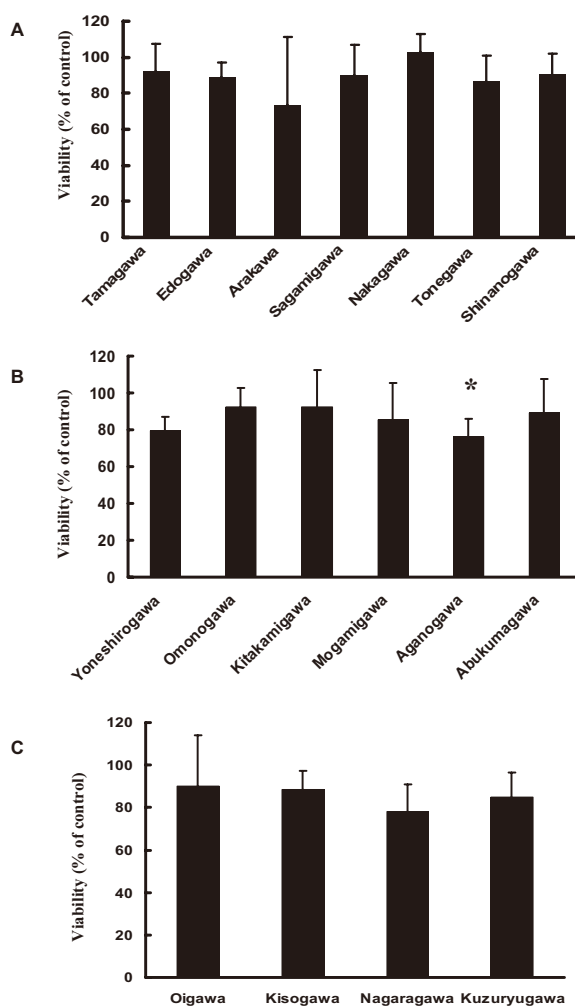 A
Viability (% of control)
120
100
80
60
40
20
0
Tamagawa
Edogawa
Arakawa
Sagamigawa
Nakagawa
Tonegawa
Shinanogawa
B
Viability (% of control)
120
100
80
60
40
20
0
*
Yoneshirogawa
Omonogawa
Kitakamigawa
Mogamigawa
Aganogawa
Abukumagawa
C
Viability (% of control)
120
100
80
60
40
20
0
Oigawa Kisogawa Nagaragawa Kuzuryugawa